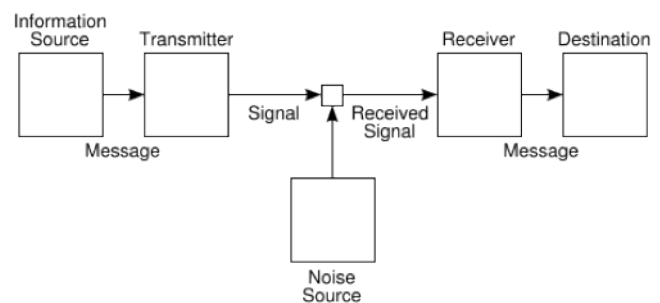 Information
Source
Transmitter
Receiver
Destination
Signal
Received
Signal
Message
Message
Noise
Source